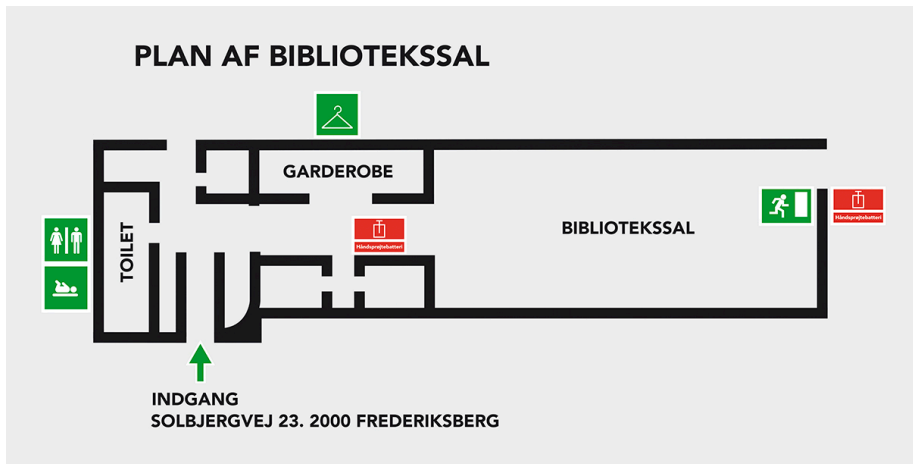 PLAN AF BIBLIOTEKSSAL
GARDEROBE
TOILET
Håndsprøjtebatteri
BIBLIOTEKSSAL
Håndsprøjtebatteri
INDGANG
SOLBJERGVEJ 23. 2000 FREDERIKSBERG